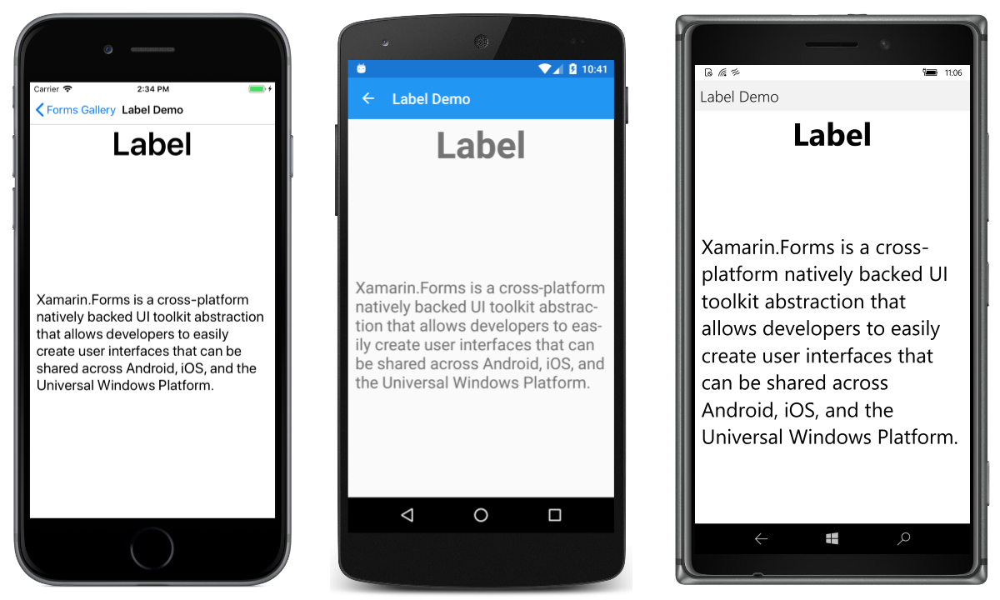 Carrier 2:34 PM
Forms Gallery Label Demo
Label
Xamarin.Forms is a cross-platform
natively backed UI toolkit abstraction
that allows developers to easily
create user interfaces that can be
shared across Android, iOS, and the
Universal Windows Platform.
10:41
Label Demo
Label
Xamarin.Forms is a cross-platform
natively backed UI toolkit abstrac-
tion that allows developers to eas-
ily create user interfaces that can
be shared across Android, iOS, and
the Universal Windows Platform.
11:06
Label Demo
Label
Xamarin.Forms is a cross-
platform natively backed UI
toolkit abstraction that
allows developers to easily
create user interfaces that
can be shared across
Android, iOS, and the
Universal Windows Platform.